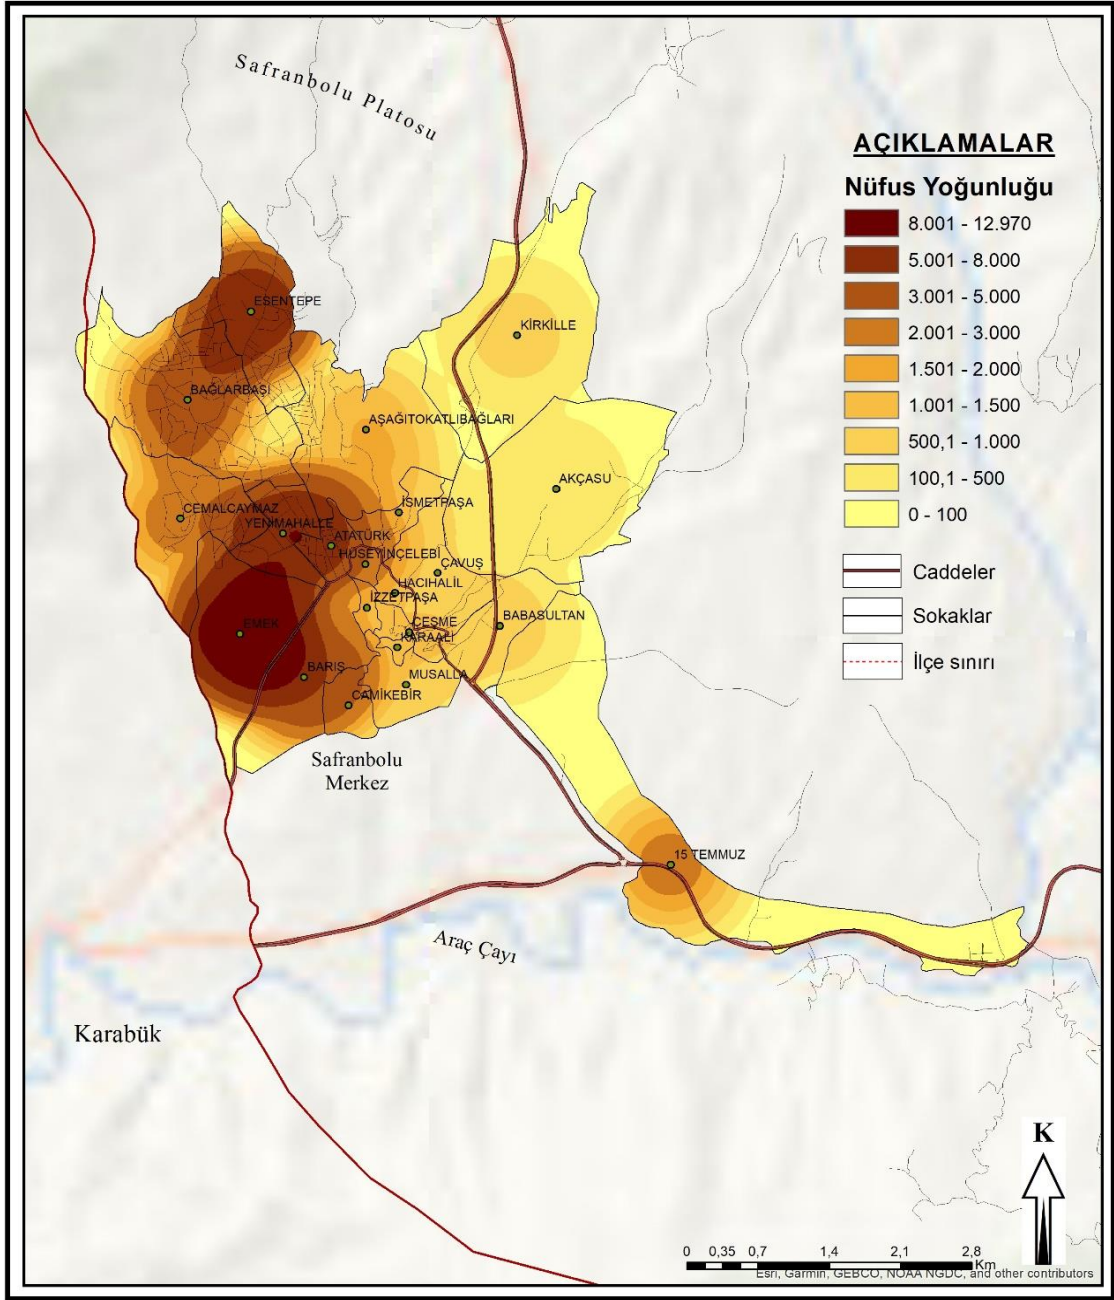 Safranbolu Platosu
AÇIKLAMALAR
Nüfus Yoğunluğu
8.001 - 12.970
5.001 - 8.000
3.001 - 5.000
2.001 - 3.000
1.501 - 2.000
1.001 - 1.500
500,1 - 1.000
100,1 - 500
0 - 100
Caddeler
Sokaklar
İlçe sınırı
ESENTEPE
KİRKİLLE
BAĞLARBAŞI
AŞAĞITOKATLIBAĞLARI
AKÇASU
CEMALCAYMAZ
İSMETPAŞA
YENİMAHALLE
ATATÜRK
HÜSEYİNÇELEBİ
ÇAVUŞ
HACIHALİL
İZZETPAŞA
BABASULTAN
EMEK
ÇEŞME
KARAALİ
BARIŞ
MUSALLA
CAMİKEBİR
Safranbolu
Merkez
15 TEMMUZ
Araç Çayı
Karabük
K
0 0,35 0,7 1,4 2,1 2,8
Km
Esri, Garmin, GEBCO, NOAA NGDC, and other contributors